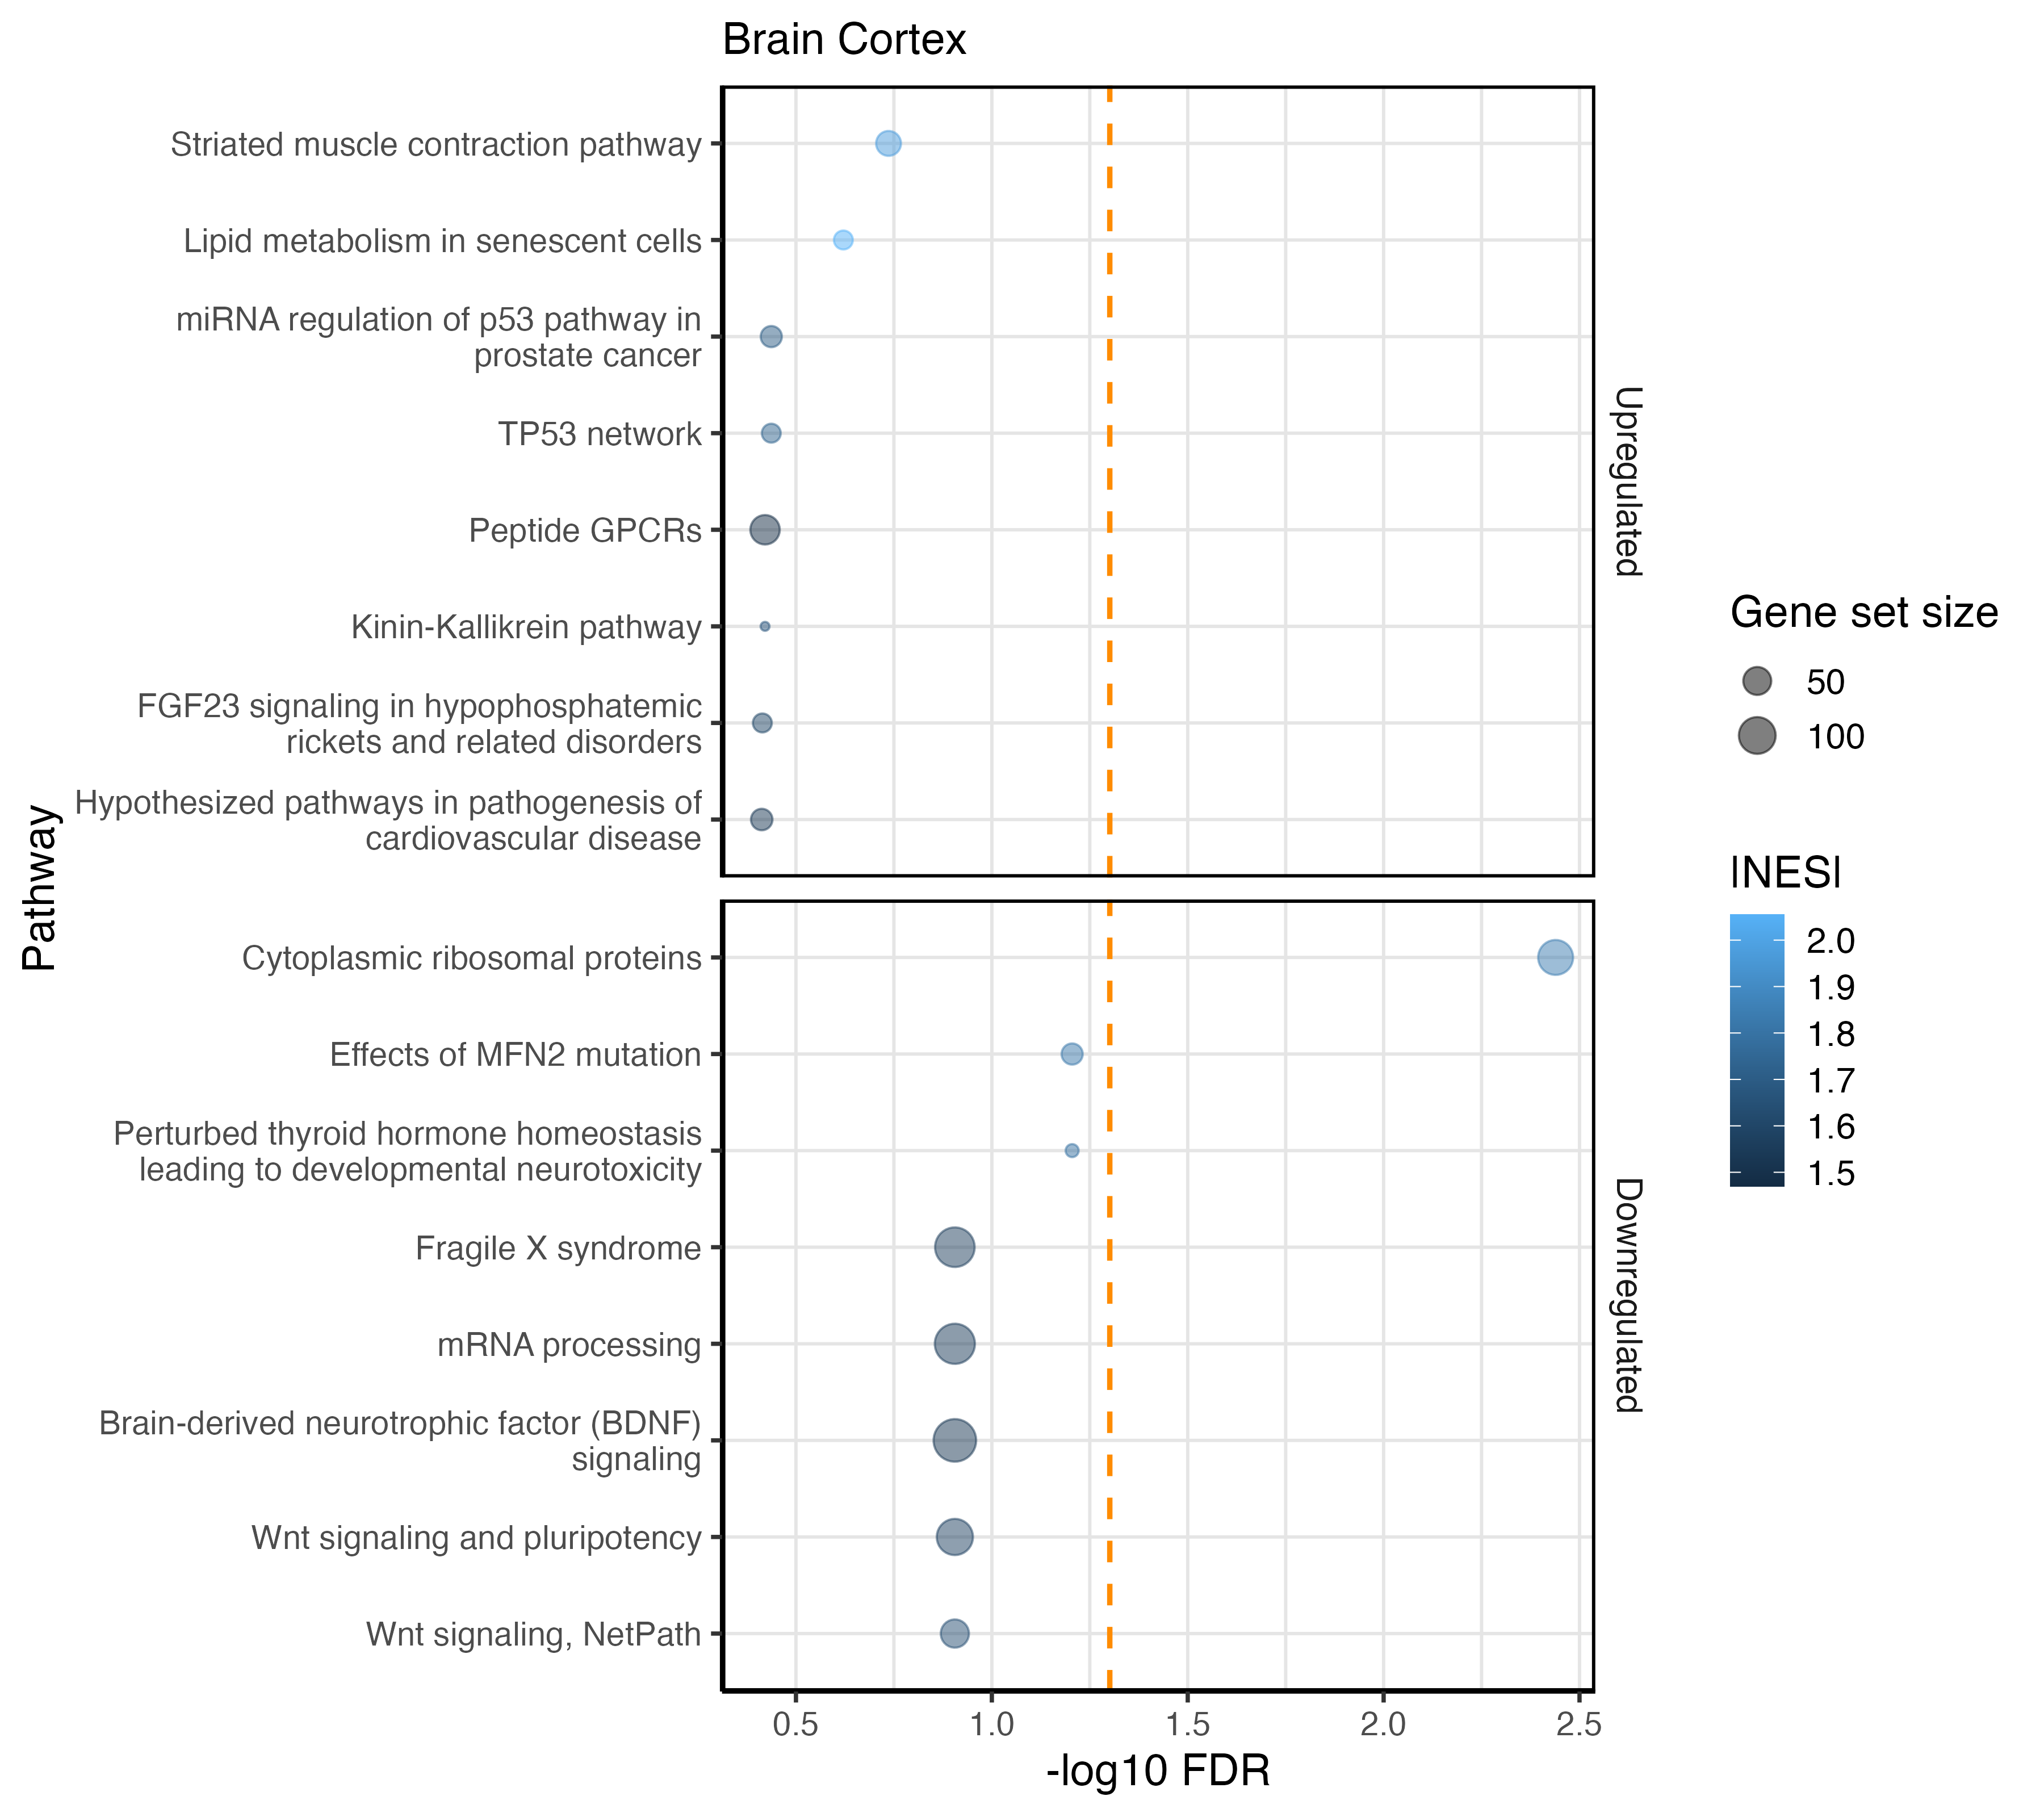 Brain Cortex
Striated muscle contraction pathway
Lipid metabolism in senescent cells
miRNA regulation of p53 pathway in
prostate cancer
TP53 network
Peptide GPCRs
Kinin-Kallikrein pathway
FGF23 signaling in hypophosphatemic
rickets and related disorders
Hypothesized pathways in pathogenesis of
cardiovascular disease
Upregulated
Cytoplasmic ribosomal proteins
Effects of MFN2 mutation
Perturbed thyroid hormone homeostasis
leading to developmental neurotoxicity
Fragile X syndrome
mRNA processing
Brain-derived neurotrophic factor (BDNF)
signaling
Wnt signaling and pluripotency
Wnt signaling, NetPath
Downregulated
Pathway
0.5 1.0 1.5 2.0 2.5
-log10 FDR
Gene set size
50
100
|NES|
2.0
1.9
1.8
1.7
1.6
1.5